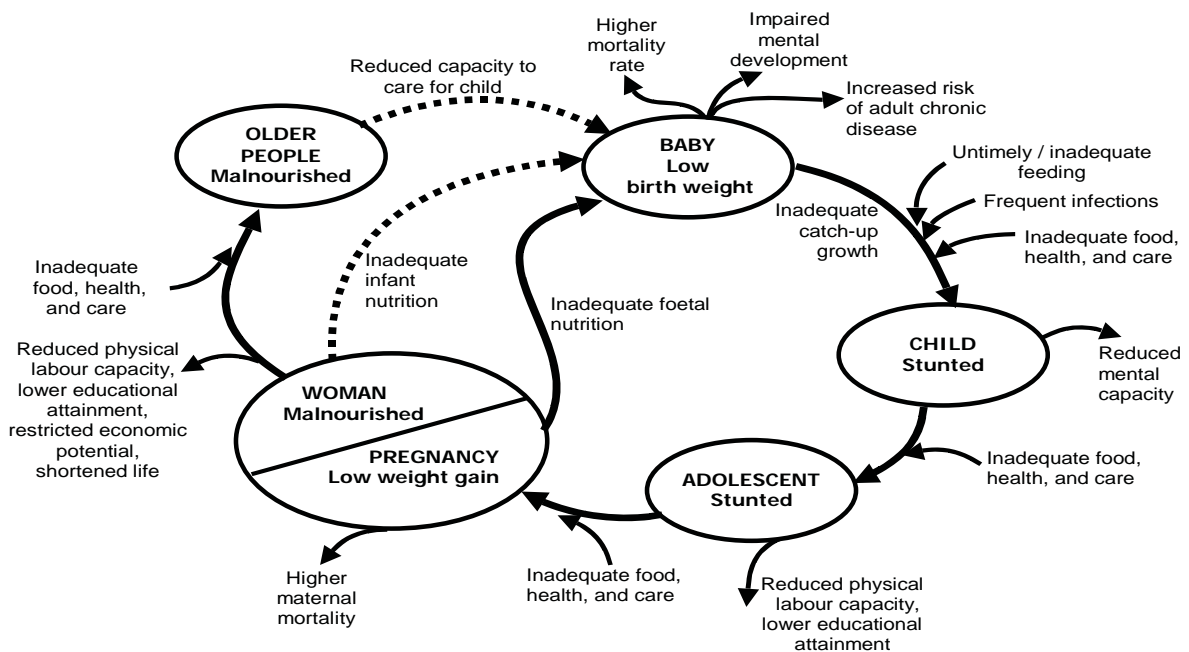 Higher
mortality
rate
Impaired
mental
development
Increased risk
of adult chronic
disease
Reduced capacity to
care for child
OLDER
PEOPLE
Malnourished
BABY
Low
birth weight
Untimely / inadequate
feeding
Frequent infections
Inadequate food,
health, and care
Inadequate
catch-up
growth
Inadequate
food, health,
and care
Inadequate
infant
nutrition
Inadequate foetal
nutrition
CHILD
Stunted
Reduced
mental
capacity
Reduced physical
labour capacity,
lower educational
attainment,
restricted economic
potential,
shortened life
WOMAN
Malnourished
PREGNANCY
Low weight gain
ADOLESCENT
Stunted
Inadequate food,
health, and care
Inadequate food,
health, and care
Higher
maternal
mortality
Reduced physical
labour capacity,
lower educational
attainment